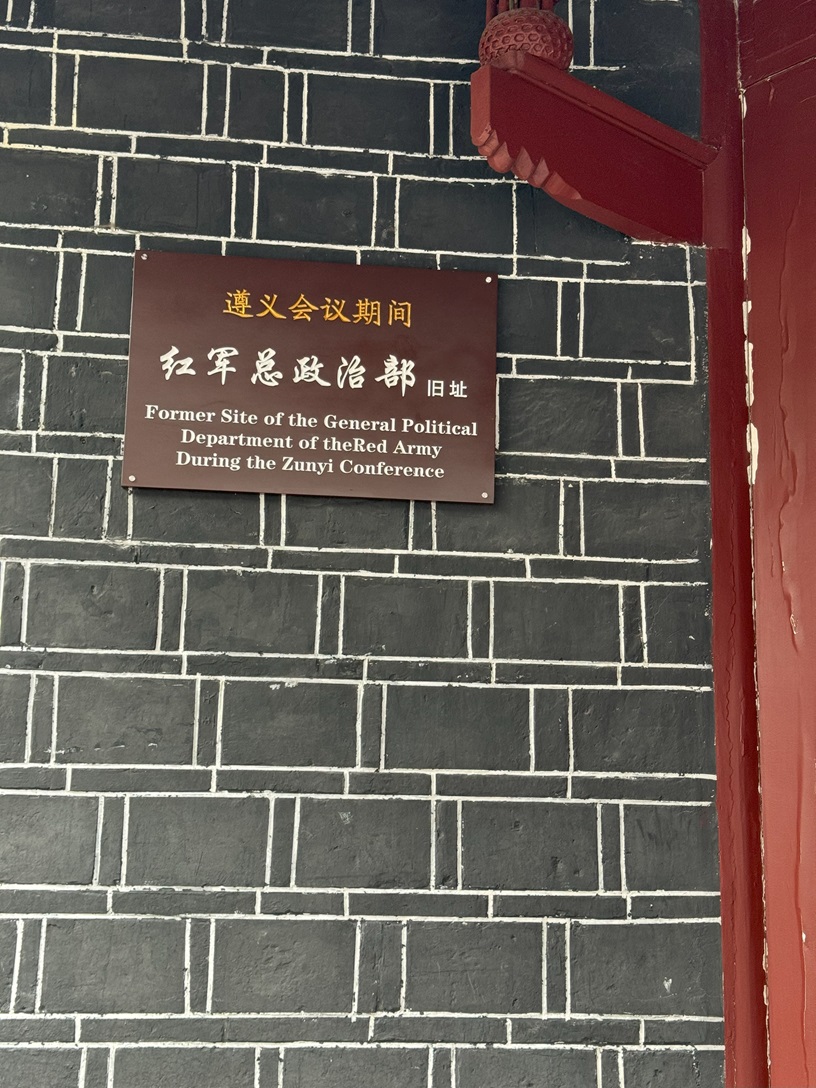 遵义会议期间
红军总政治部 旧址
Former Site of the General Political
Department of theRed Army
During the Zunyi Conference